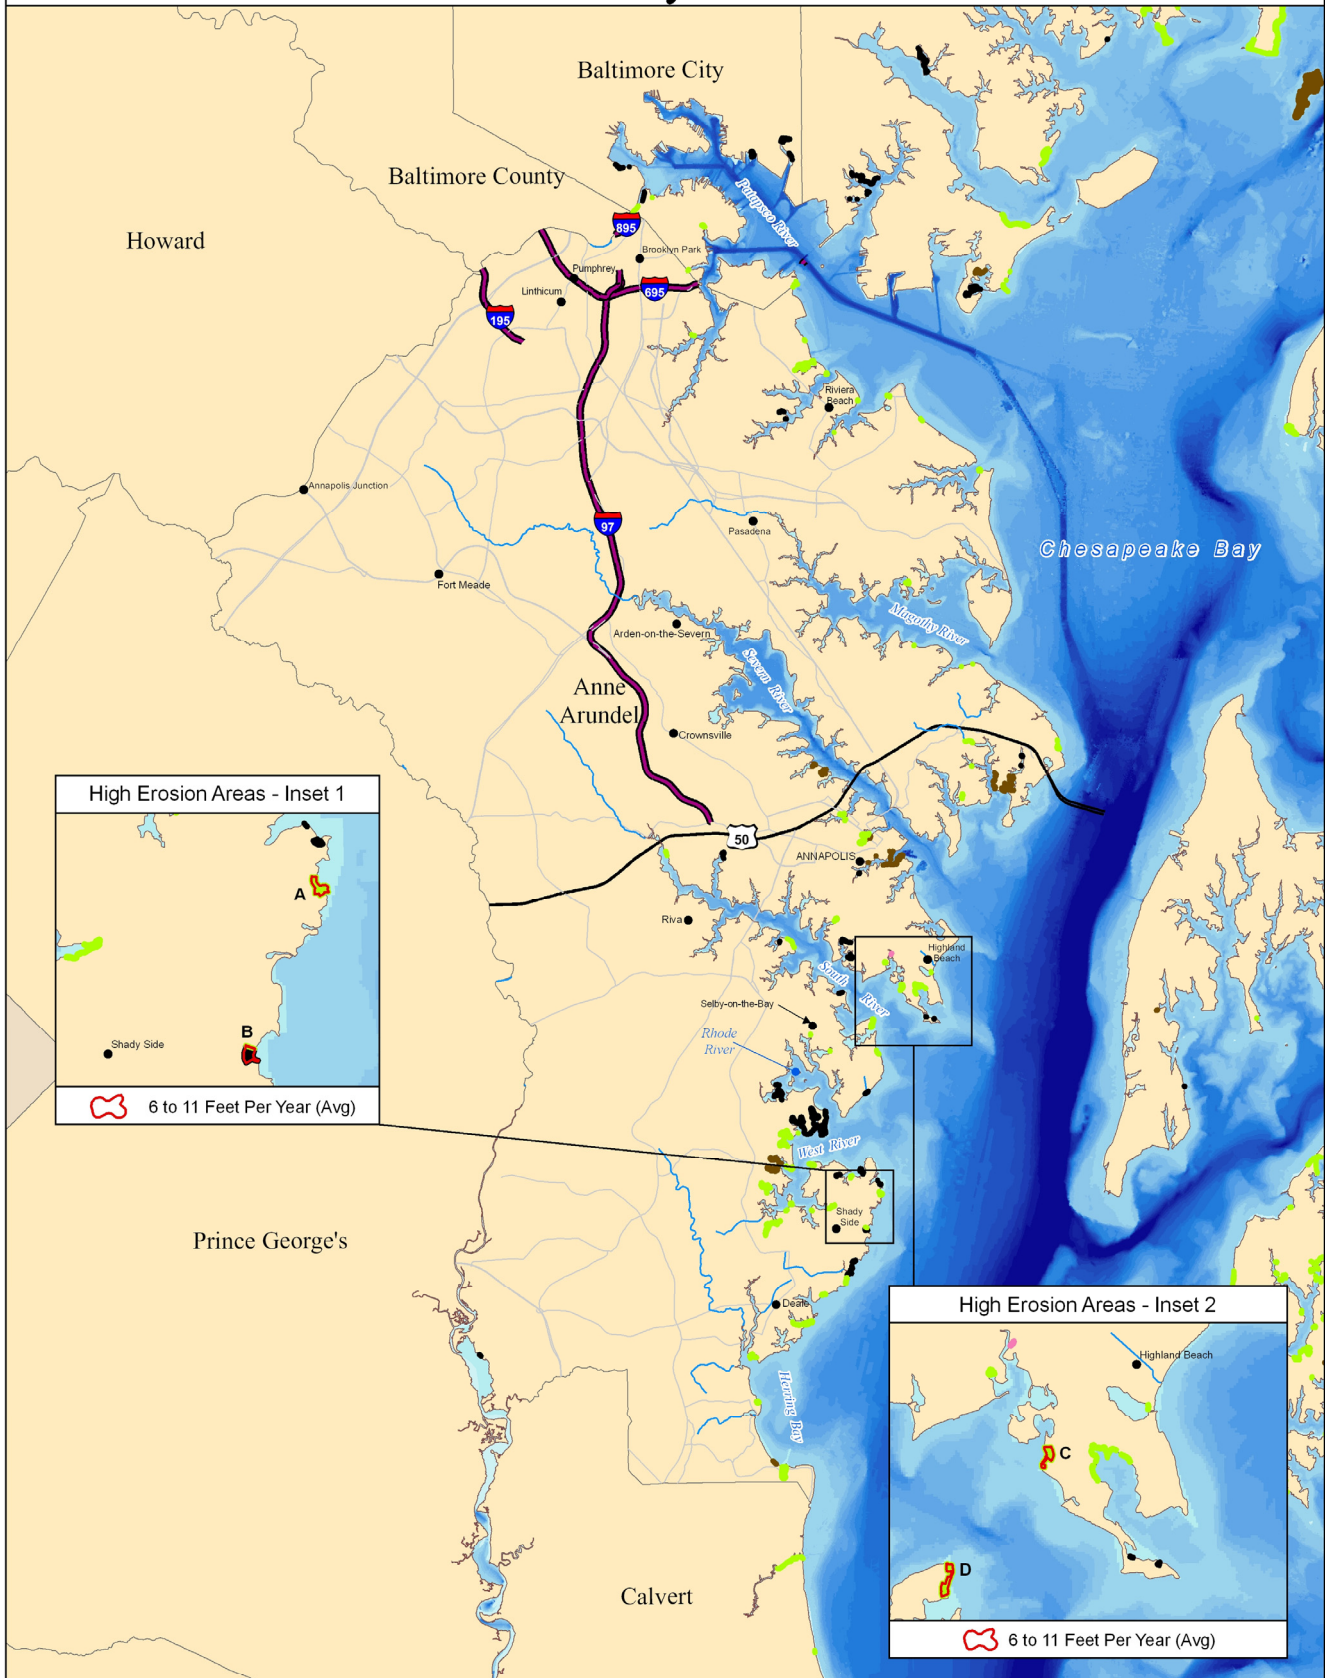 Baltimore City
Baltimore County
Howard
Patapsco River
895
Brooklyn Park
Pumphrey
Linthicum
695
195
Riviera
Beach
Annapolis Junction
97
Pasadena
Chesapeake Bay
Fort Meade
Magothy River
Arden-on-the-Severn
Severn River
Anne
Arundel
Crownsville
High Erosion Areas - Inset 1
A
B
Shady Side
6 to 11 Feet Per Year (Avg)
50
ANNAPOLIS
Riva
Highland
Beach
South River
Selby-on-the-Bay
Rhode
River
West River
Shady
Side
Prince George's
Deale
Herring Bay
Calvert
High Erosion Areas - Inset 2
Highland Beach
C
D
6 to 11 Feet Per Year (Avg)